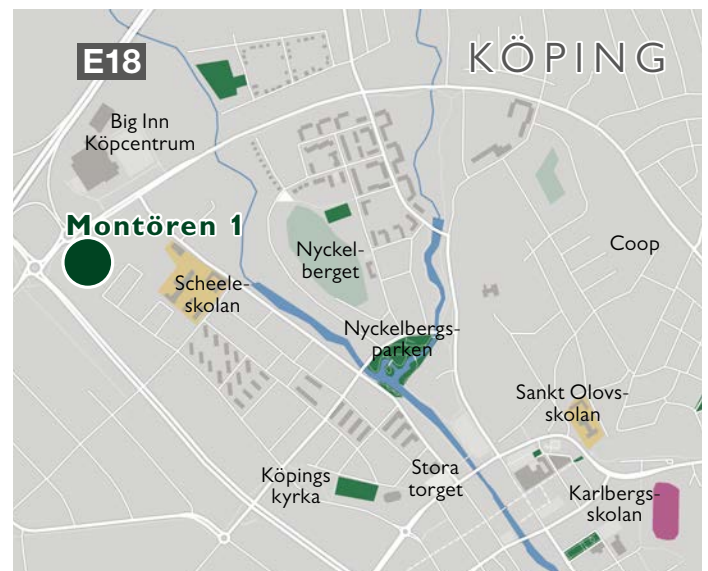 E18
KÖPING
Big Inn
Köpcentrum
Montören 1
Nyckel-
berget
Coop
Scheele-
skolan
Nyckelbergs-
parken
Sankt Olovs-
skolan
Köpings
kyrka
Stora
torget
Karlbergs-
skolan